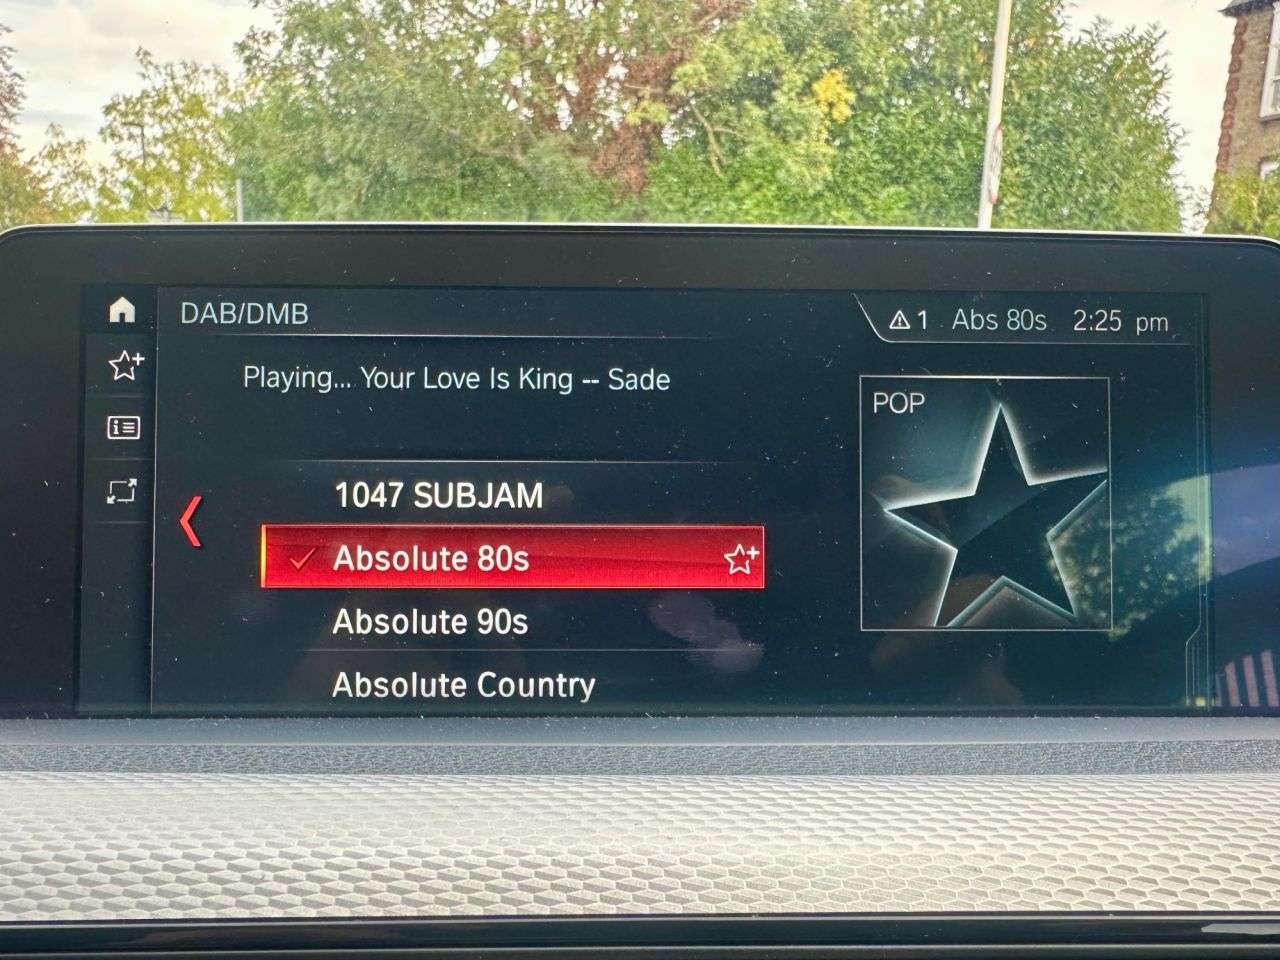 DAB/DMB
1 Abs 80s 2:25 pm
Playing... Your Love Is King -- Sade
POP
1047 SUBJAM
Absolute 80s
Absolute 90s
Absolute Country